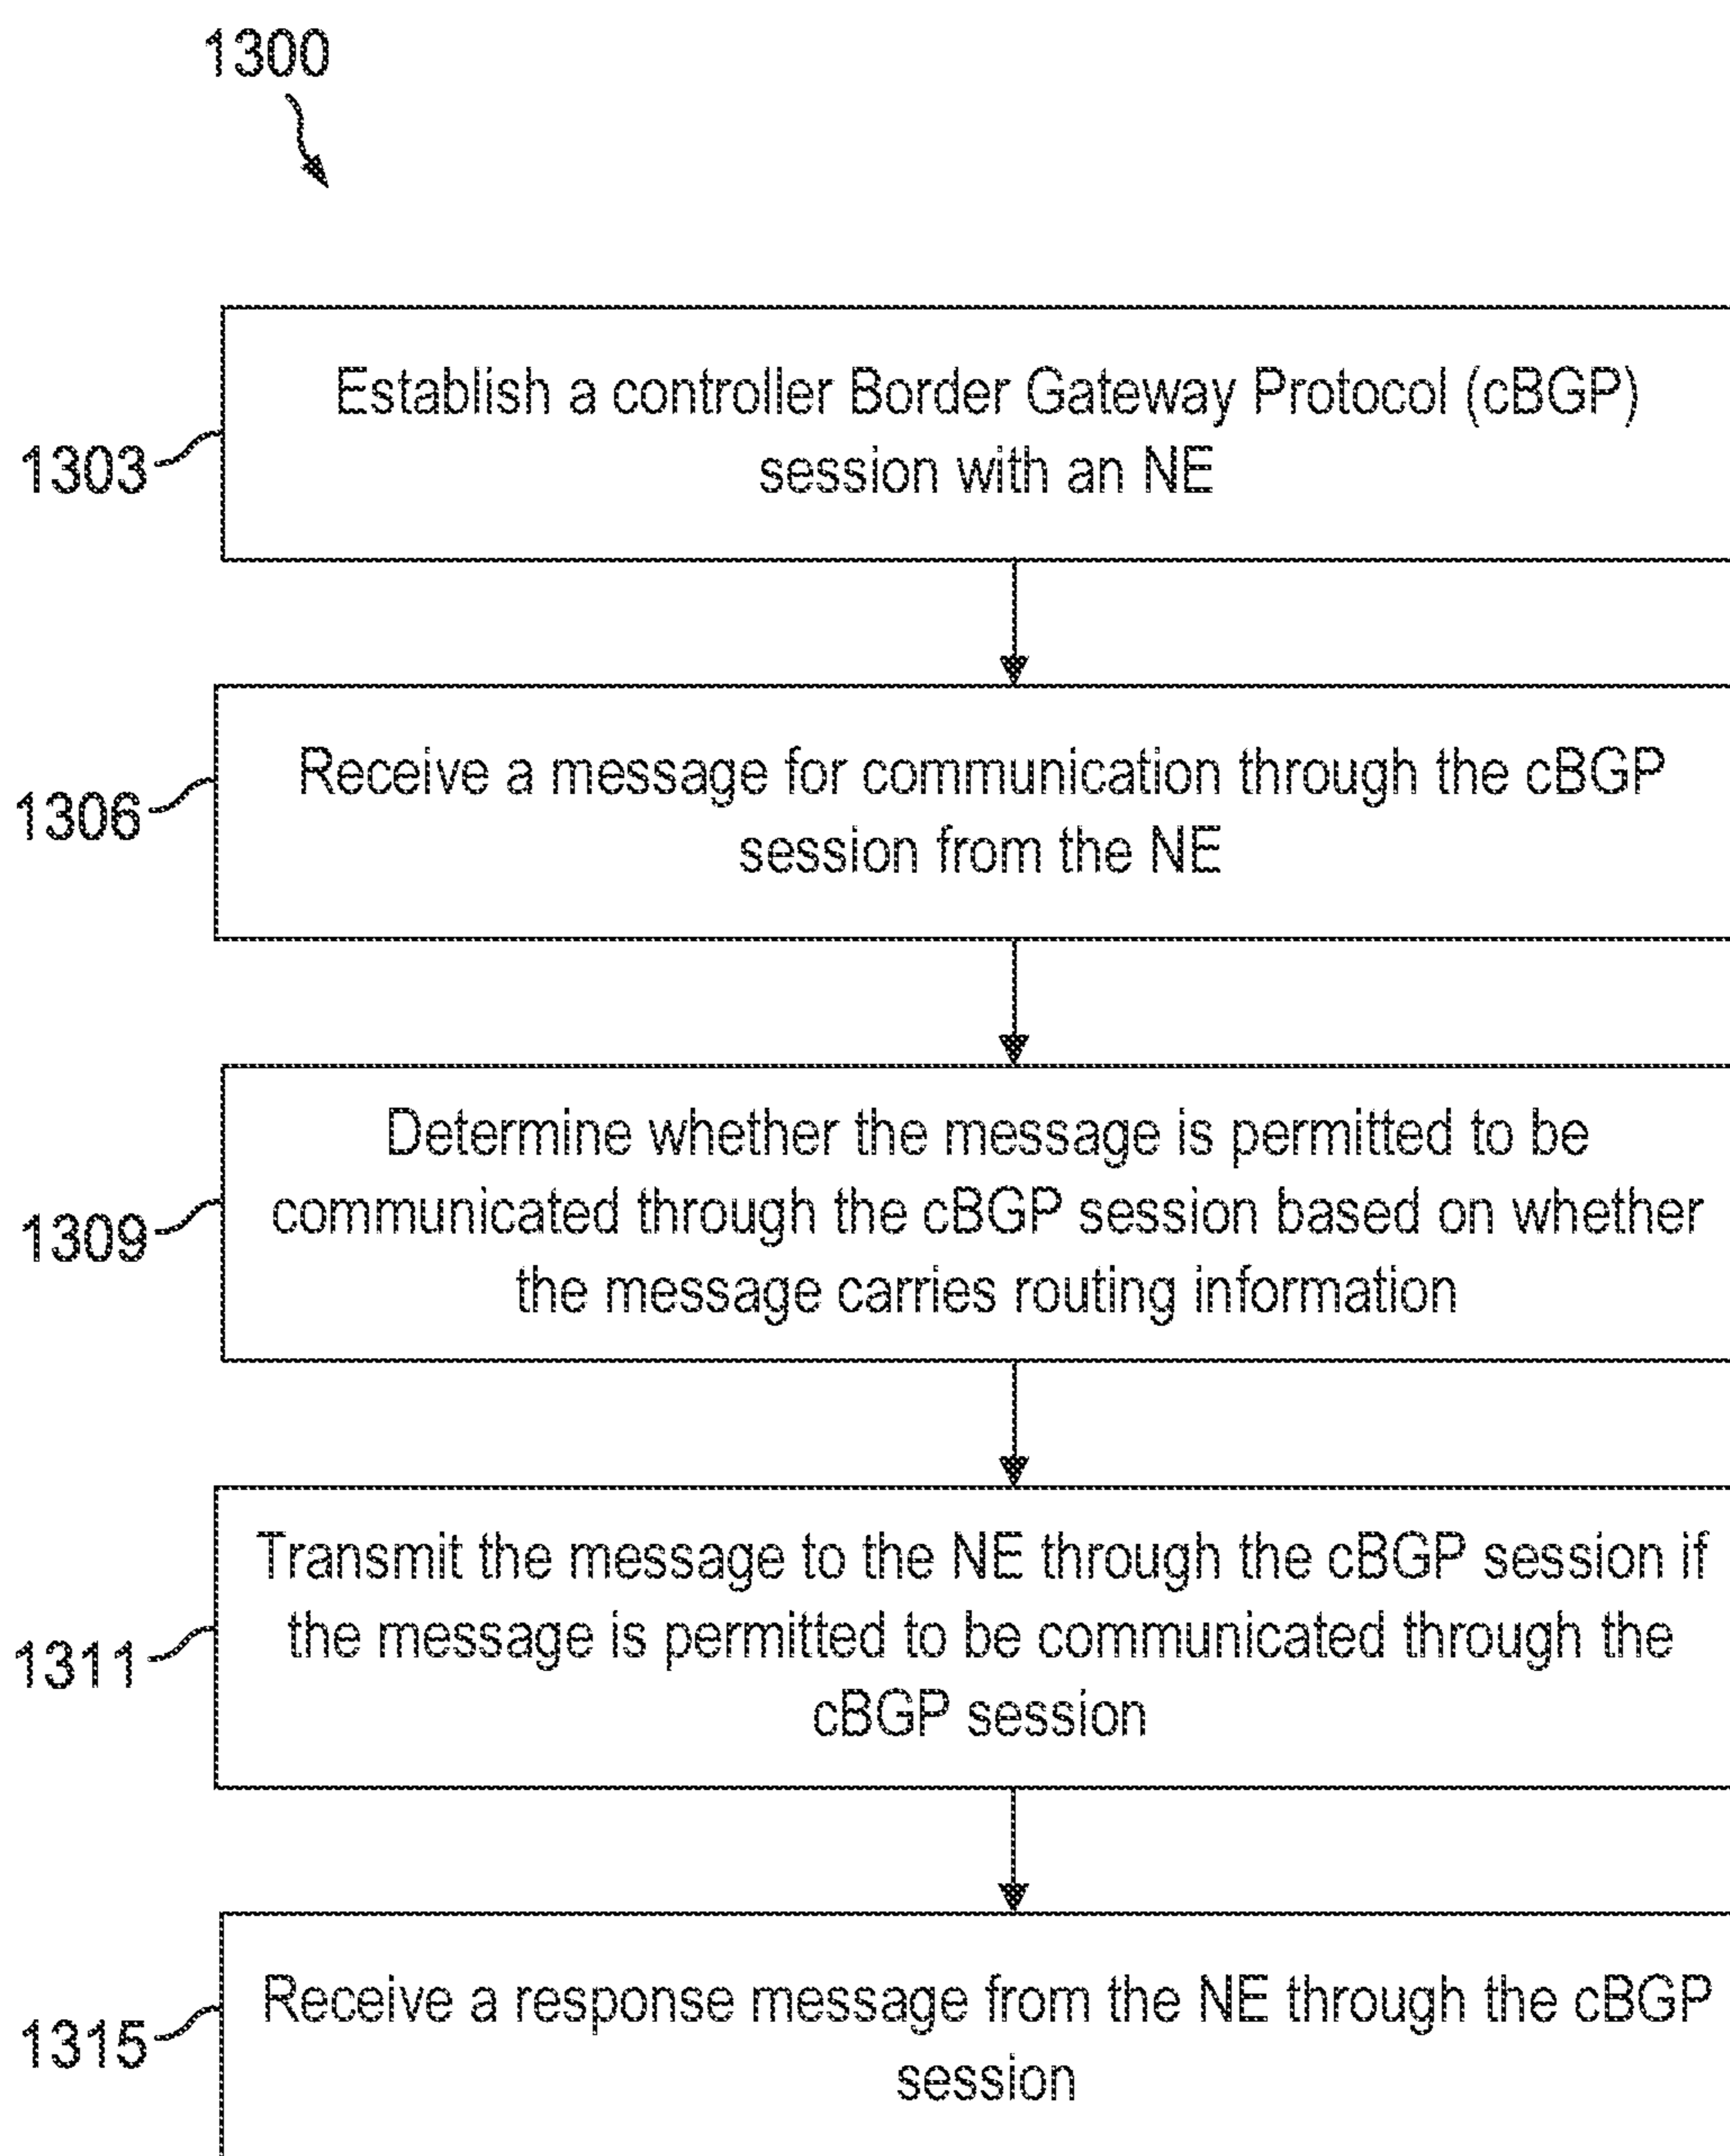 1300
Establish a controller Border Gateway Protocol (cBGP)
session with an NE
1303
Receive a message for communication through the cBGP
session from the NE
1306
Determine whether the message is permitted to be
communicated through the cBGP session based on whether
the message carries routing information
1309
Transmit the message to the NE through the cBGP session if
the message is permitted to be communicated through the
cBGP session
1311
Receive a response message from the NE through the cBGP
session
1315